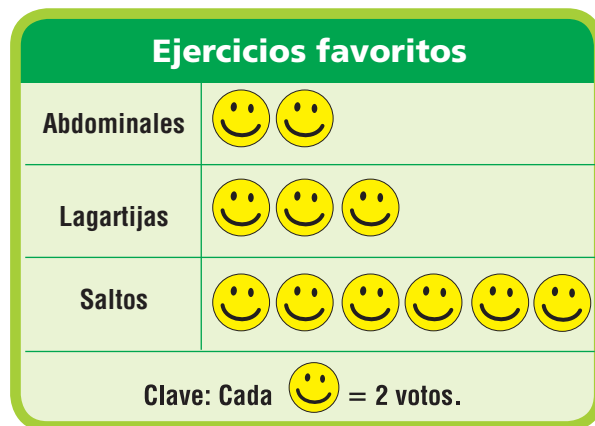 Ejercicios favoritos
Abdominales
Lagartijas
Saltos
Clave: Cada = 2 votos.